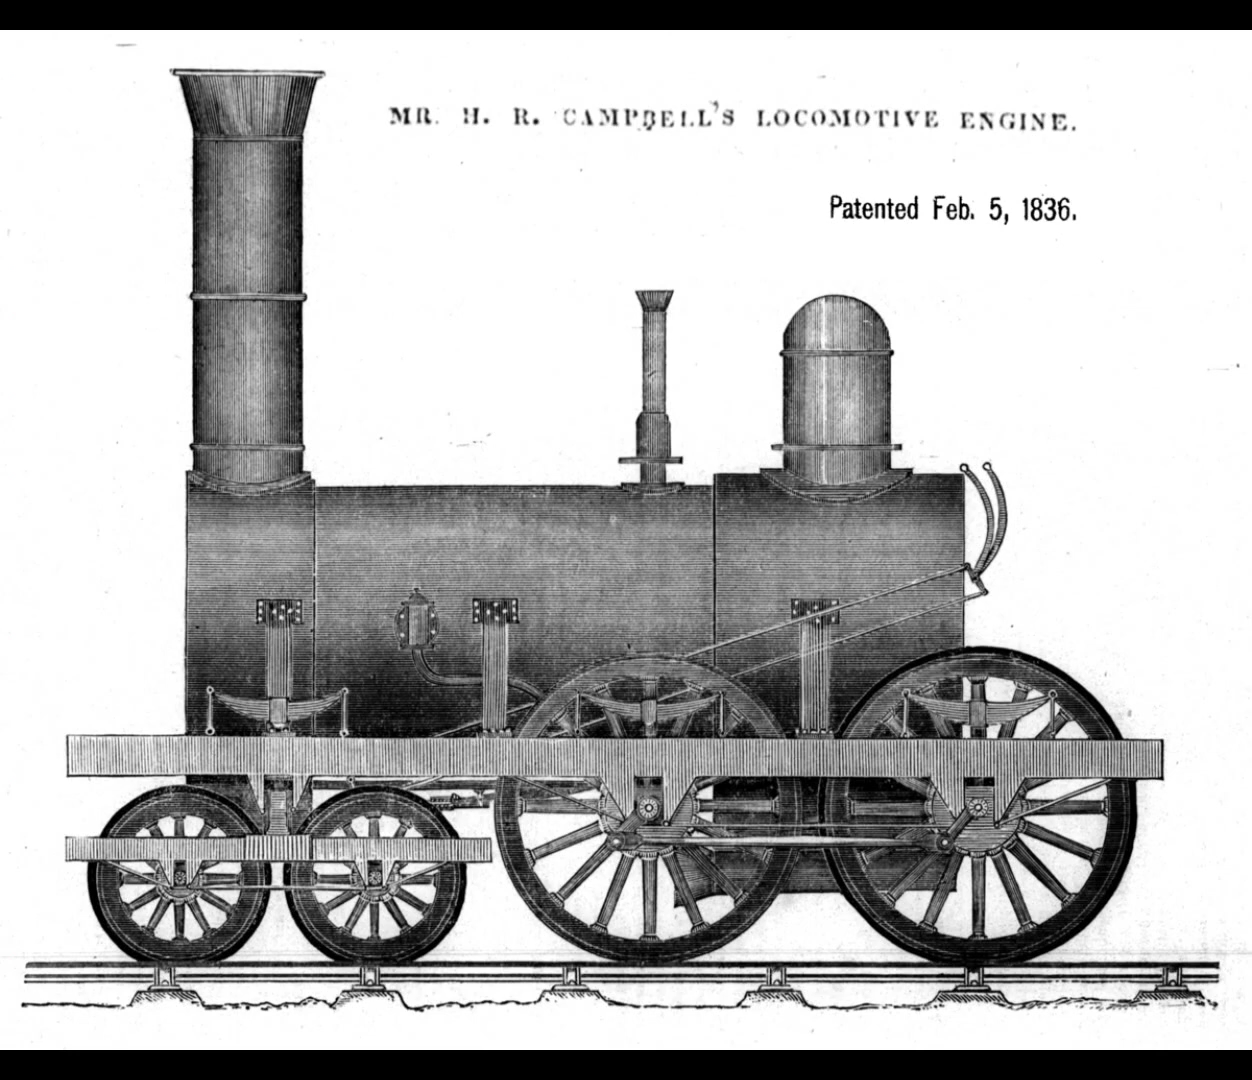 MR. H. R. CAMPBELL'S LOCOMOTIVE ENGINE.
Patented Feb. 5, 1836.